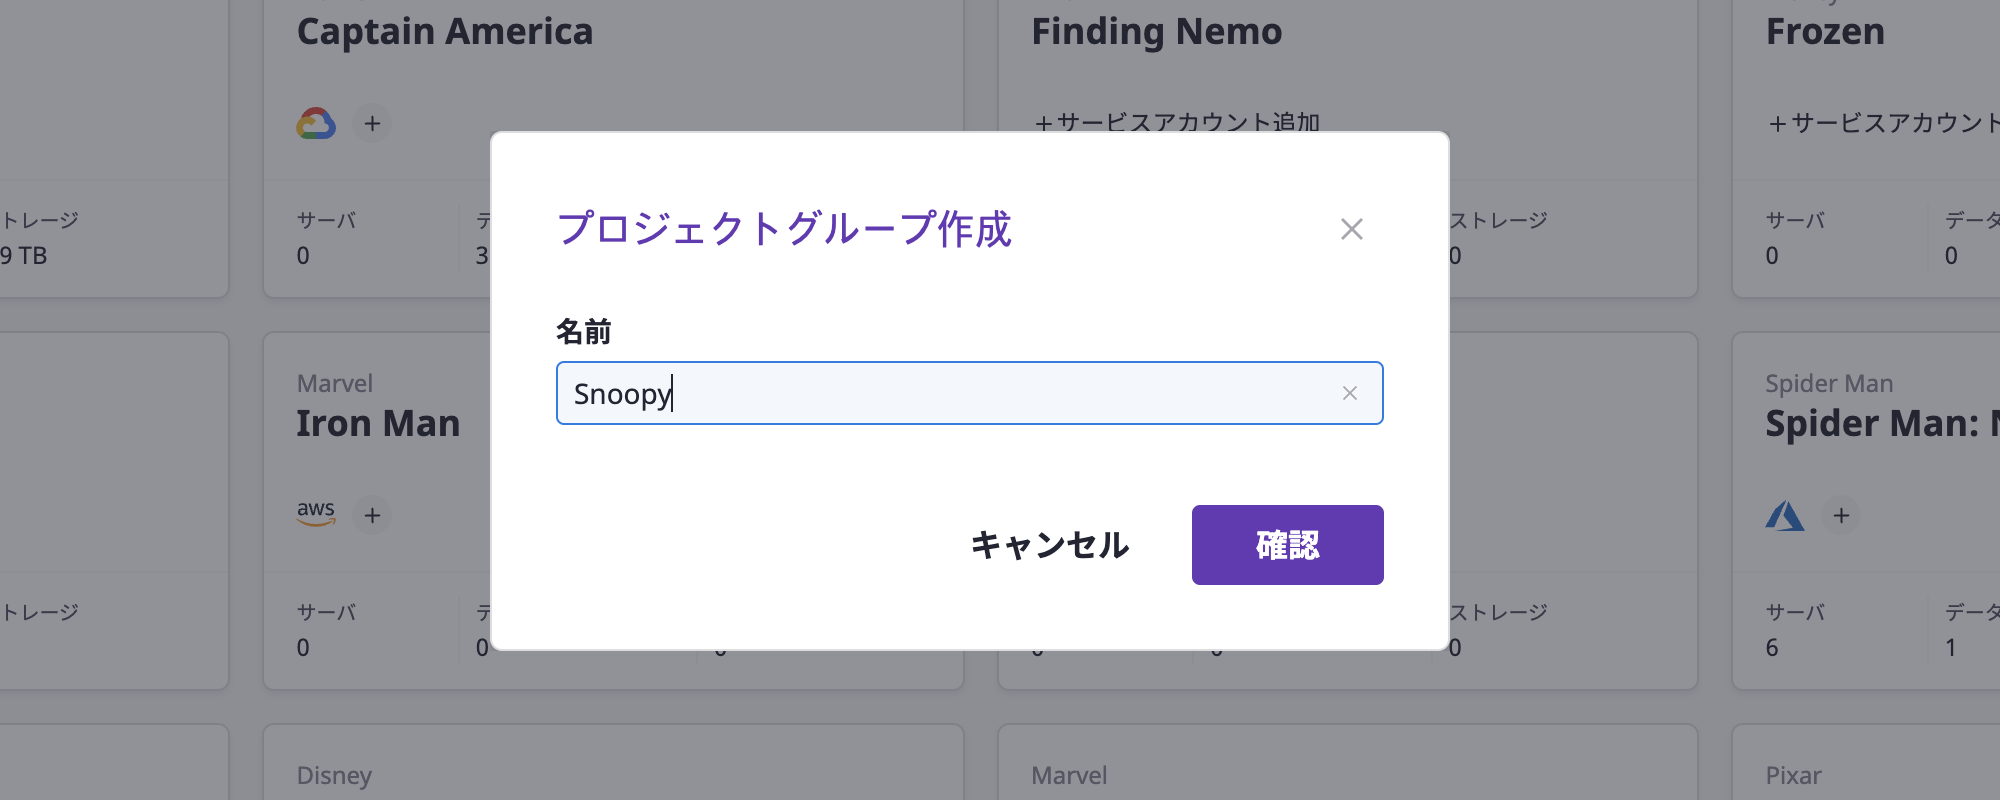 Captain America
Finding Nemo
Frozen
+
+サービスアカウント追加
+サービスアカウント
トレージ
9 TB
サーバ
0
デ
3
ストレージ
0
サーバ
0
データ
0
プロジェクトグループ作成
名前
Snoopy
キャンセル
確認
Marvel
Iron Man
aws
+
Spider Man
Spider Man:
+
トレージ
サーバ
0
デ
0
ストレージ
0
サーバ
6
データ
1
Disney
Marvel
Pixar